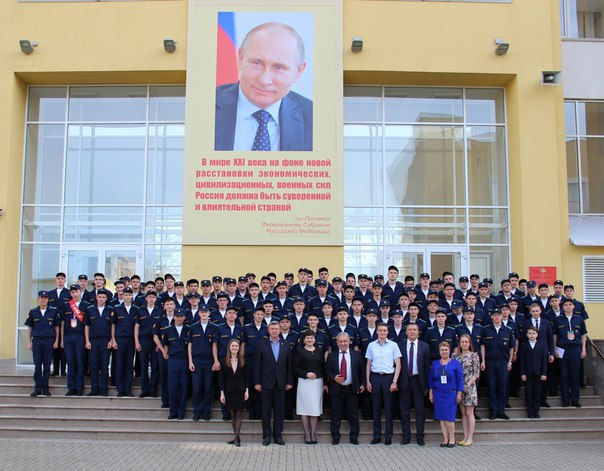 В мире XXI века на фоне новой
расстановки экономических,
цивилизационных, военных сил
Россия должна быть суверенной
и влиятельной страной
(из Послания
Федеральному Собранию
Российской Федерации)